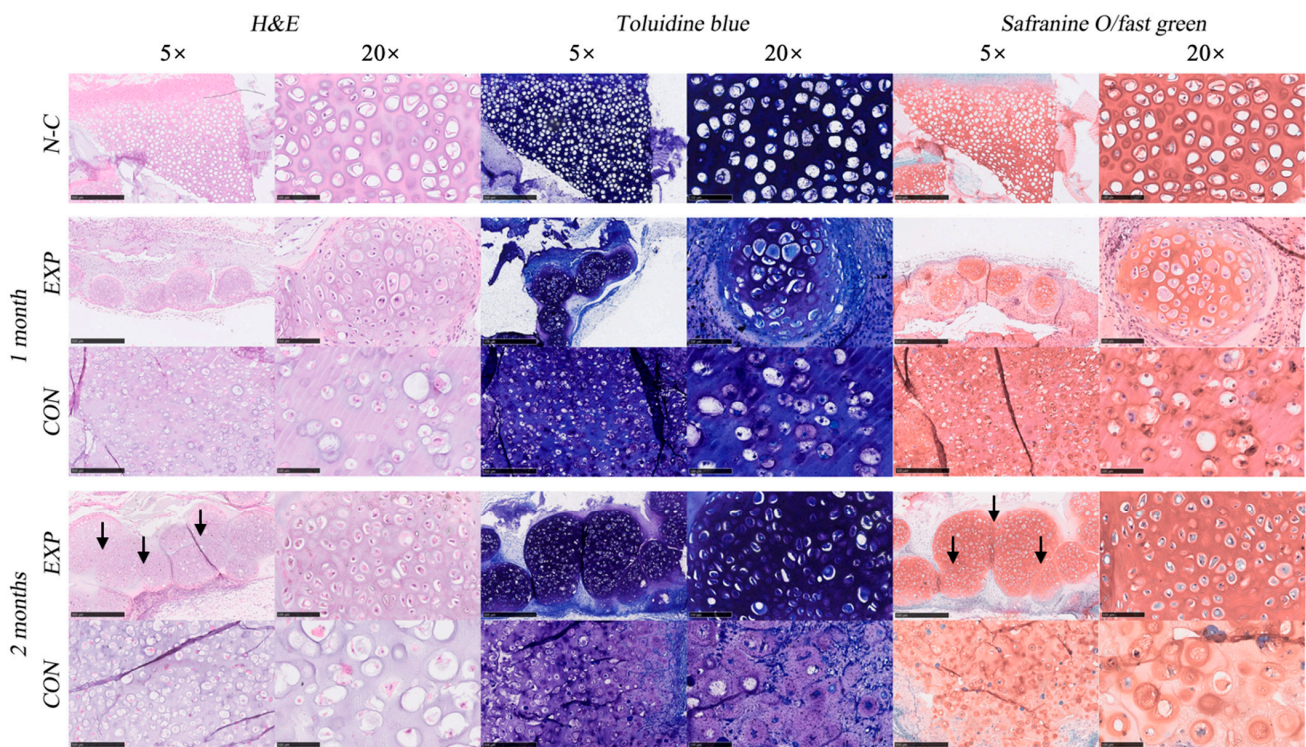 H&E Toluidine blue Safranine O/fast green
5× 20× 5× 20× 5× 20×
N-C
1 month
EXP
CON
2 months
EXP
CON